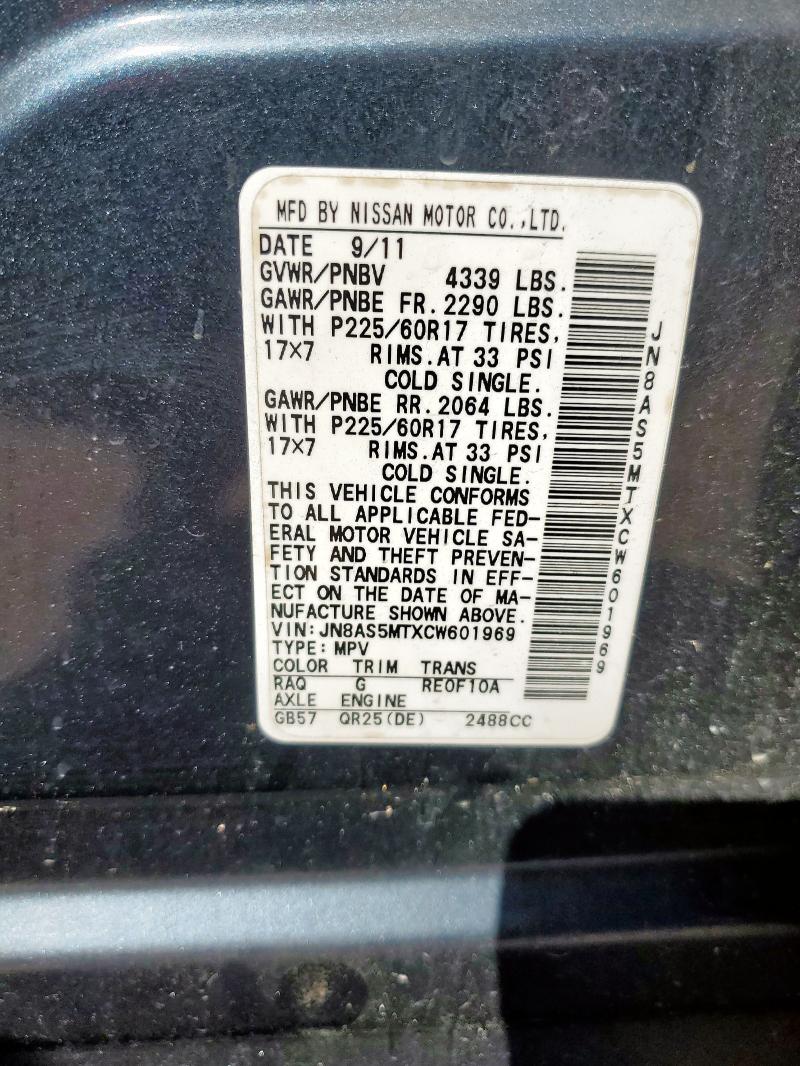 MFD BY NISSAN MOTOR CO.,LTD.
DATE 9/11
GVWR/PNBV 4339 LBS.
GAWR/PNBE FR.2290 LBS.
WITH P225/60R17 TIRES,
17×7 RIMS.AT 33 PSI
COLD SINGLE.
GAWR/PNBE RR.2064 LBS.
WITH P225/60R17 TIRES,
17×7 RIMS.AT 33 PSI
COLD SINGLE.
THIS VEHICLE CONFORMS
TO ALL APPLICABLE FED-
ERAL MOTOR VEHICLE SA-
FETY AND THEFT PREVEN-
TION STANDARDS IN EFF-
ECT ON THE DATE OF MA-
NUFACTURE SHOWN ABOVE.
VIN:JN8AS5MTXCW601969
TYPE:MPV
COLOR TRIM TRANS
RAQ G RE0F10A
AXLE ENGINE
GB57 QR25(DE) 2488CC
JN8AS5MTXCW601969